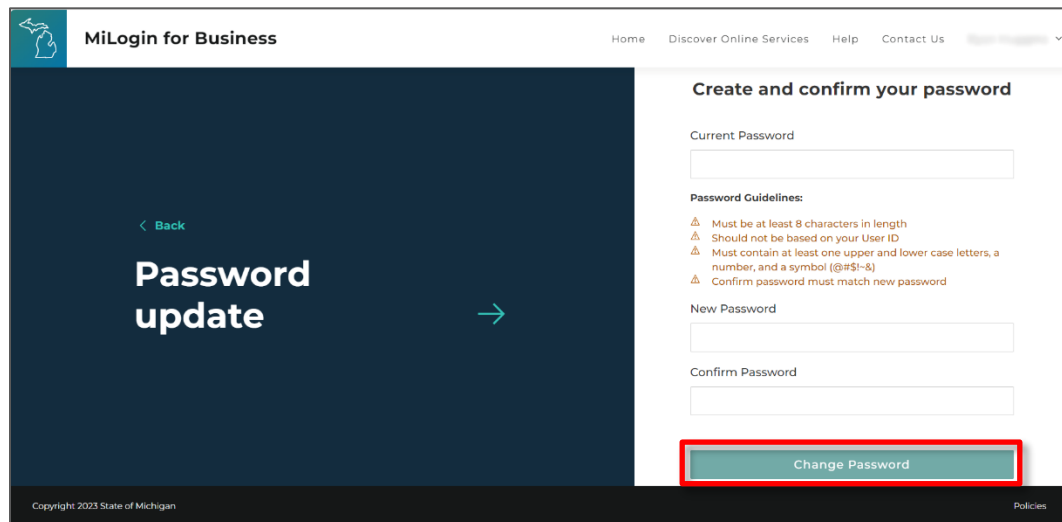 MiLogin for Business
Home Discover Online Services Help Contact Us
Create and confirm your password
Current Password
Password Guidelines:
Must be at least 8 characters in length
Should not be based on your User ID
Must contain at least one upper and lower case letters, a
number, and a symbol (@#$!~&)
Confirm password must match new password
New Password
Confirm Password
Change Password
Back
Password
update
Copyright 2023 State of Michigan
Policies